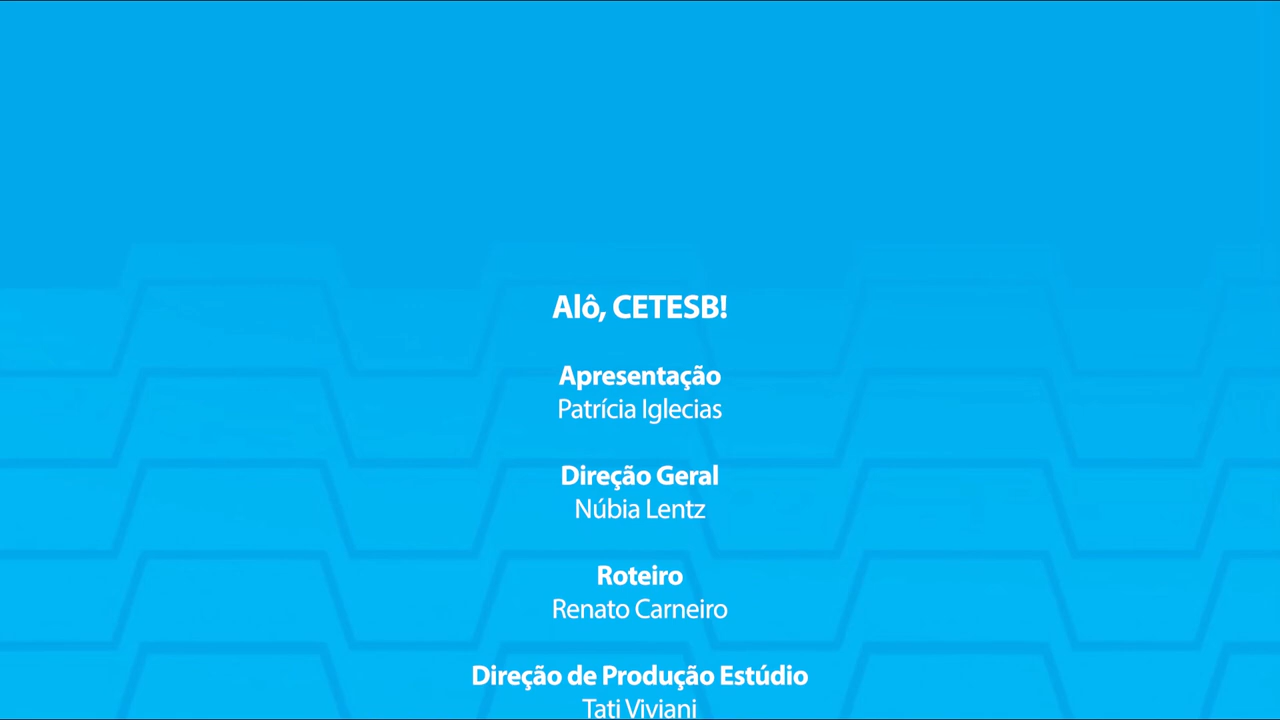 Alô, CETESB!
Apresentação
Patrícia Iglecias
Direção Geral
Núbia Lentz
Roteiro
Renato Carneiro
Direção de Produção Estúdio
Tati Viviani